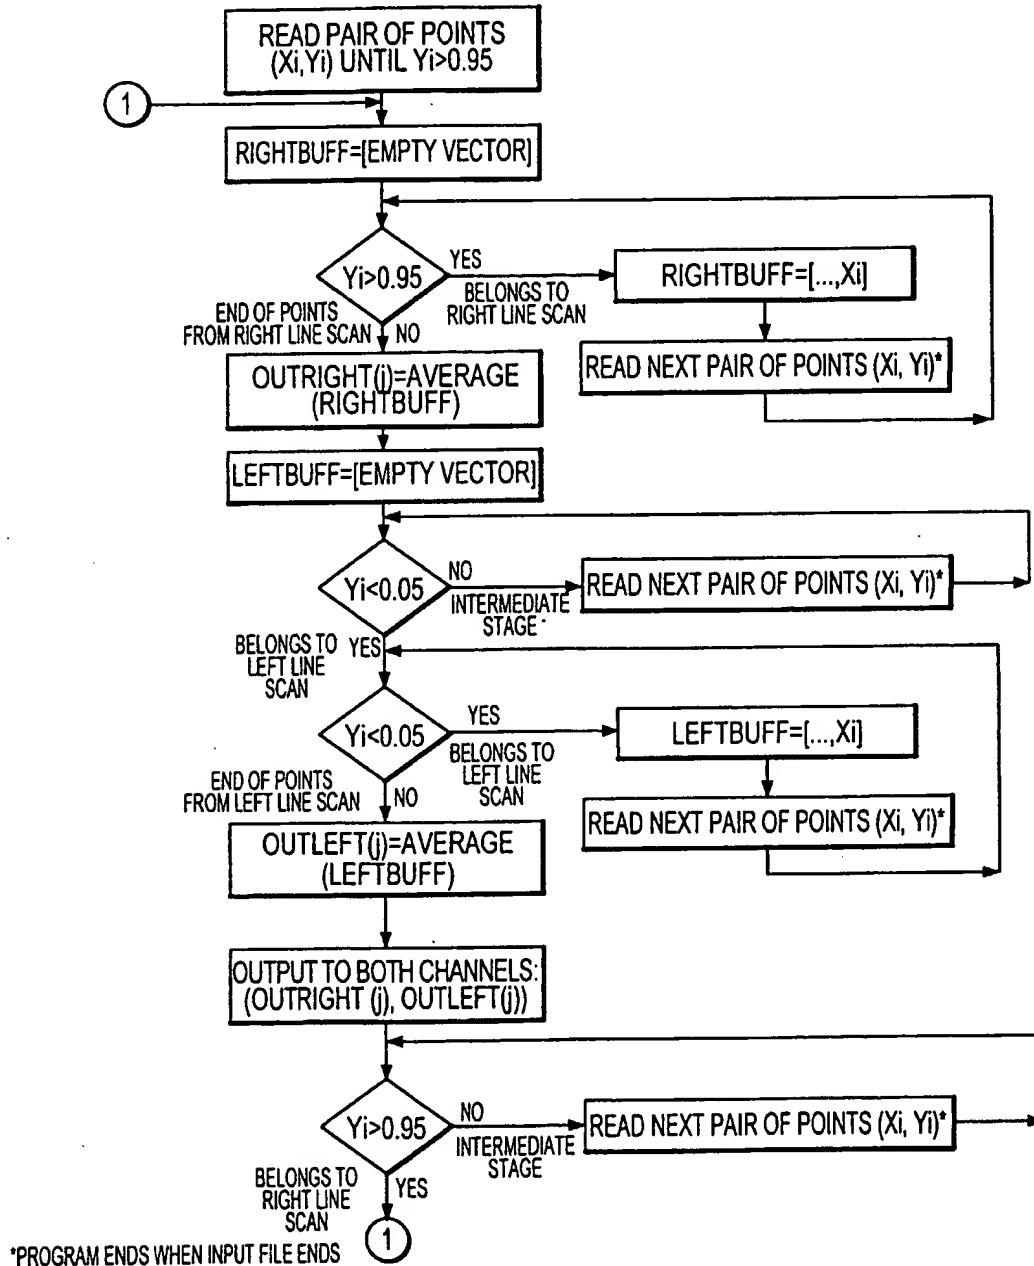 READ PAIR OF POINTS
(Xi,Yi) UNTIL Yi>0.95
1
RIGHTBUFF=[EMPTY VECTOR]
Yi>0.95
YES
BELONGS TO
RIGHT LINE SCAN
RIGHTBUFF=[...,Xi]
READ NEXT PAIR OF POINTS (Xi, Yi)*
END OF POINTS
FROM RIGHT LINE SCAN
NO
OUTRIGHT(j)=AVERAGE
(RIGHTBUFF)
LEFTBUFF=[EMPTY VECTOR]
Yi<0.05
NO
INTERMEDIATE
STAGE
READ NEXT PAIR OF POINTS (Xi, Yi)*
BELONGS TO
LEFT LINE
SCAN
YES
Yi<0.05
YES
BELONGS TO
LEFT LINE
SCAN
LEFTBUFF=[...,Xi]
READ NEXT PAIR OF POINTS (Xi, Yi)*
END OF POINTS
FROM LEFT LINE SCAN
NO
OUTLEFT(j)=AVERAGE
(LEFTBUFF)
OUTPUT TO BOTH CHANNELS:
(OUTRIGHT (j), OUTLEFT(j))
Yi>0.95
NO
INTERMEDIATE
STAGE
READ NEXT PAIR OF POINTS (Xi, Yi)*
BELONGS TO
RIGHT LINE
SCAN
YES
1
*PROGRAM ENDS WHEN INPUT FILE ENDS